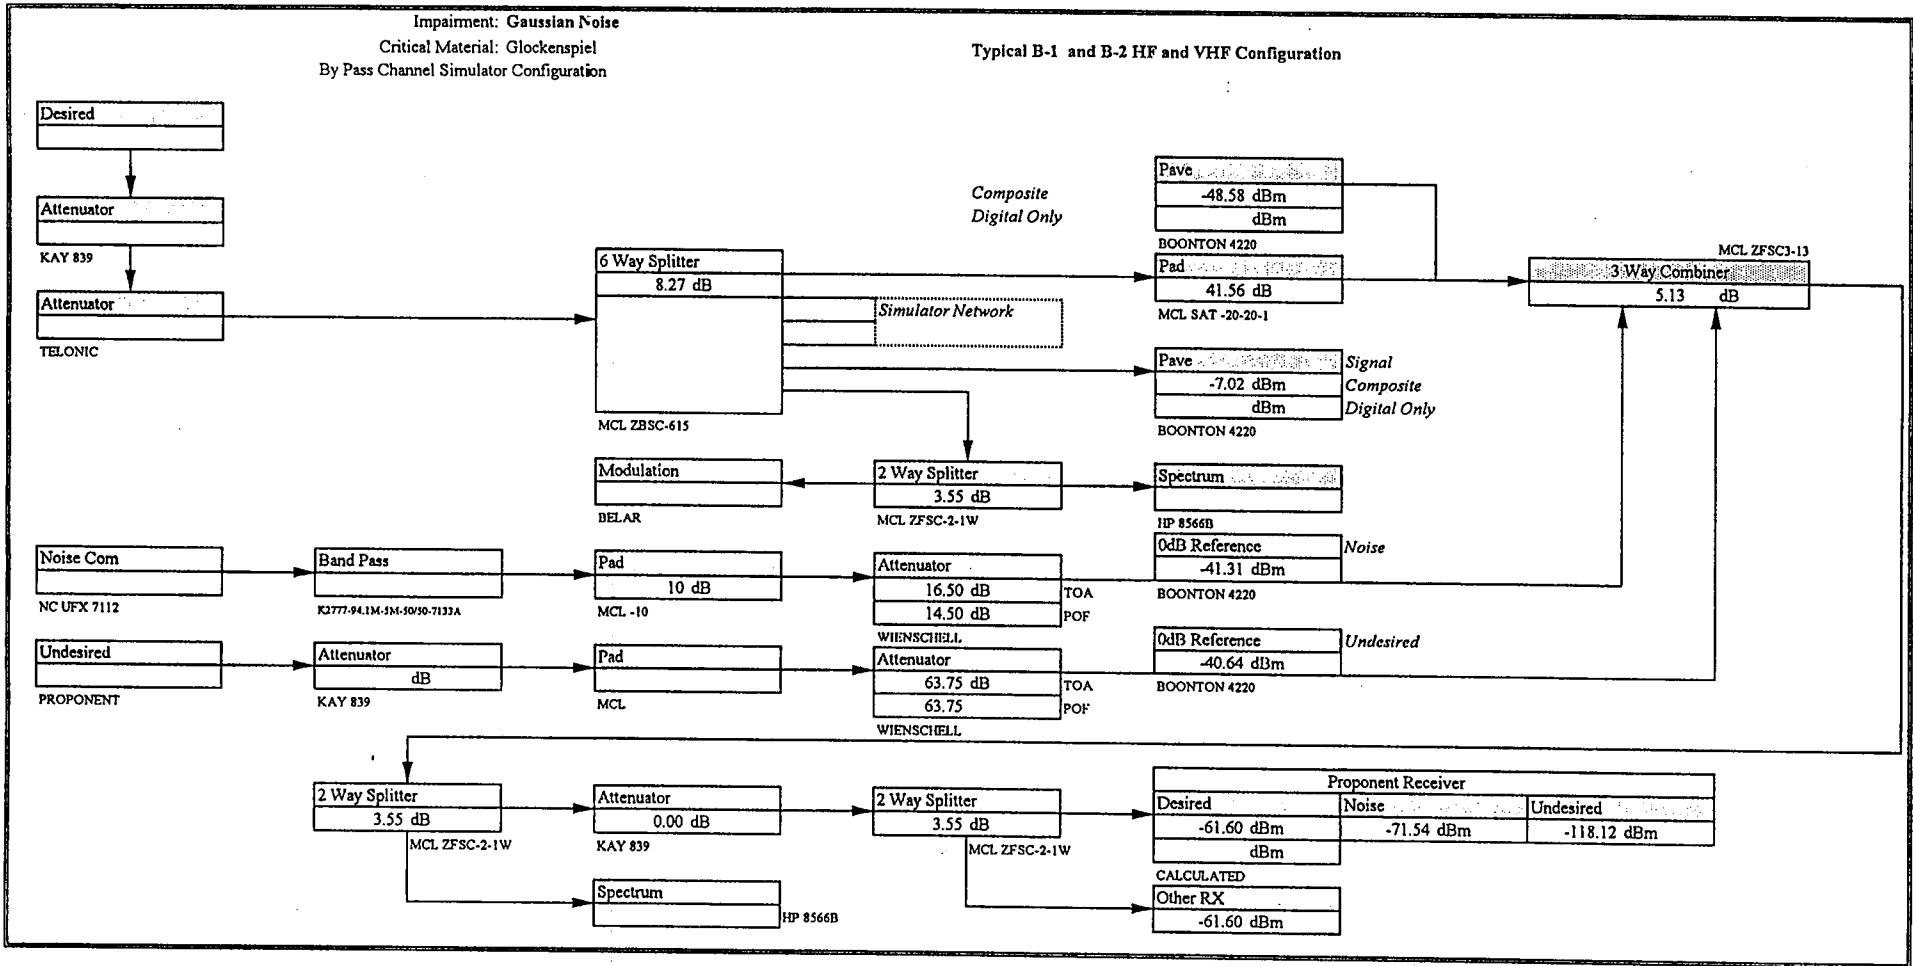 Impairment: Gaussian Noise
Critical Material: Glockenspiel
By Pass Channel Simulator Configuration
Typical B-1 and B-2 HF and VHF Configuration
Desired
Attenuator
KAY 839
Attenuator
TELONIC
6 Way Splitter
8.27 dB
MCL ZBSC-615
Simulator Network
Composite
Digital Only
Pave
-48.58 dBm
dBm
BOONTON 4220
Pad
41.56 dB
MCL SAT -20-20-1
MCL ZFSC3-13
3 Way Combiner
5.13 dB
Pave
-7.02 dBm
dBm
BOONTON 4220
Signal
Composite
Digital Only
Modulation
BELAR
2 Way Splitter
3.55 dB
MCL ZFSC-2-1W
Spectrum
HP 8566B
Noise Com
NC UFX 7112
Band Pass
K2777-94.1M-5M-50/50-7133A
Pad
10 dB
MCL -10
Attenuator
16.50 dB TOA
14.50 dB POF
WIENSCHELL
0dB Reference
-41.31 dBm
BOONTON 4220
Noise
Undesired
PROPONENT
Attenuator
dB
KAY 839
Pad
MCL
Attenuator
63.75 dB TOA
63.75 POF
WIENSCHELL
0dB Reference
-40.64 dBm
BOONTON 4220
Undesired
2 Way Splitter
3.55 dB
MCL ZFSC-2-1W
Attenuator
0.00 dB
KAY 839
2 Way Splitter
3.55 dB
MCL ZFSC-2-1W
Proponent Receiver
Desired Noise Undesired
-61.60 dBm -71.54 dBm -118.12 dBm
dBm
CALCULATED
Spectrum
HP 8566B
Other RX
-61.60 dBm